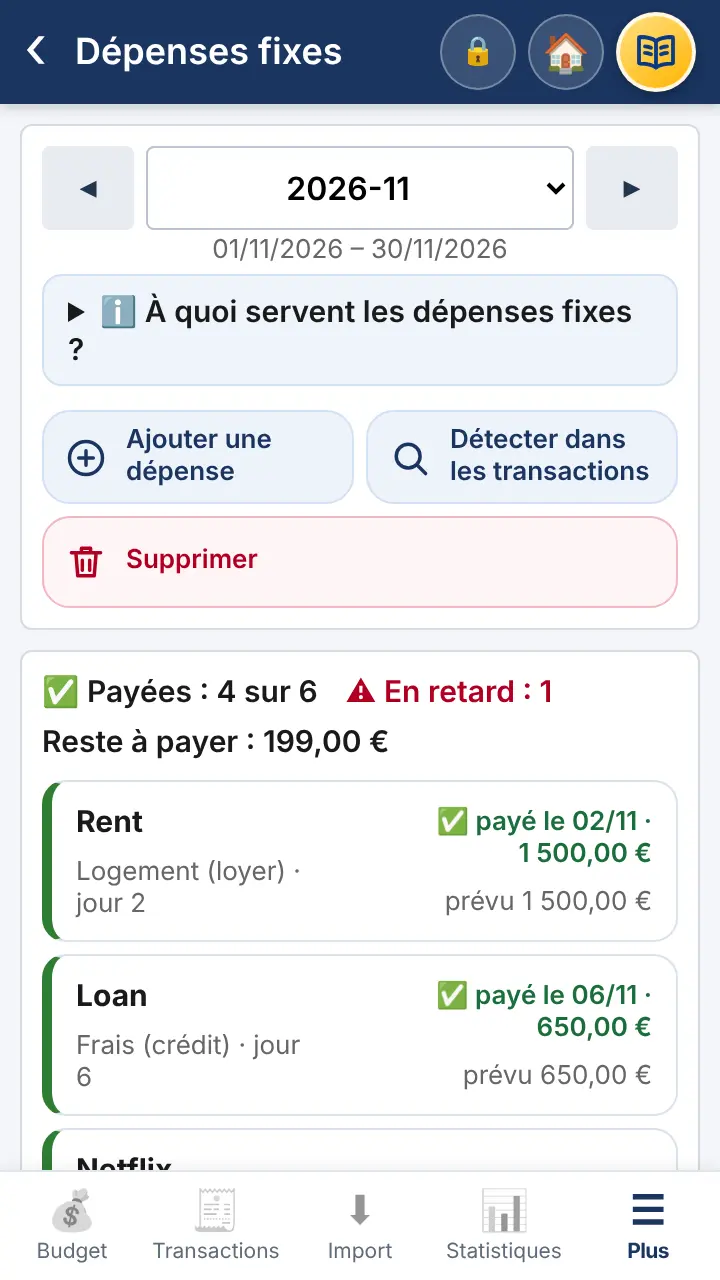 Dépenses fixes
2026-11
01/11/2026 – 30/11/2026
À quoi servent les dépenses fixes
?
Ajouter une
dépense
Détecter dans
les transactions
Supprimer
Payées : 4 sur 6
En retard : 1
Reste à payer : 199,00 €
Rent
payé le 02/11 ·
1 500,00 €
Logement (loyer) ·
jour 2
prévu 1 500,00 €
Loan
payé le 06/11 ·
650,00 €
Frais (crédit) · jour
6
prévu 650,00 €
Netflix
Budget
Transactions
Import
Statistiques
Plus